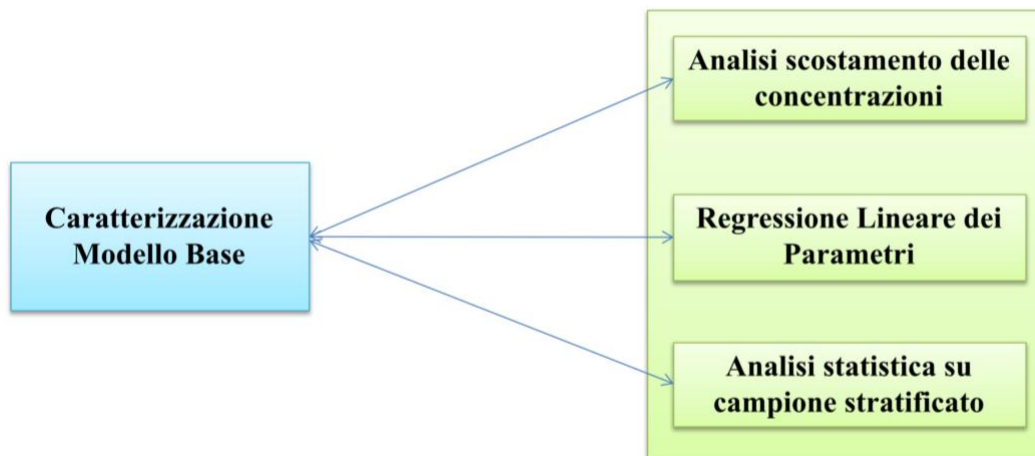 Caratterizzazione
Modello Base
Analisi scostamento delle
concentrazioni
Regressione Lineare dei
Parametri
Analisi statistica su
campione stratificato